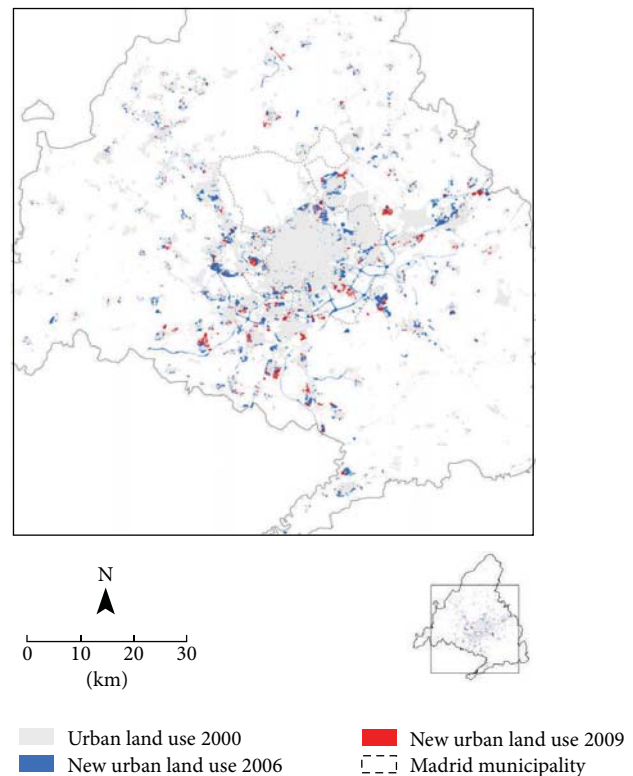 N
0 10 20 30
(km)
Urban land use 2000
New urban land use 2006
New urban land use 2009
Madrid municipality